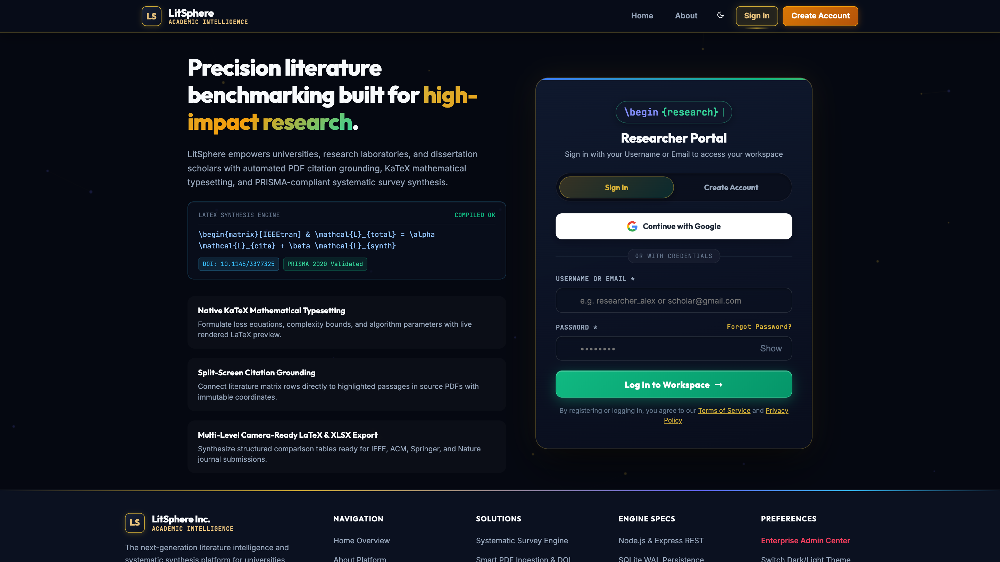 LS
LitSphere
ACADEMIC INTELLIGENCE
Home
About
Sign In
Create Account
Precision literature
benchmarking built for high-
impact research.
LitSphere empowers universities, research laboratories, and dissertation
scholars with automated PDF citation grounding, KaTeX mathematical
typesetting, and PRISMA-compliant systematic survey synthesis.
LATEX SYNTHESIS ENGINE
COMPILED OK
\begin{matrix}[IEEEtran] & \mathcal{L}_{total} = \alpha
\mathcal{L}_{cite} + \beta \mathcal{L}_{synth}
DOI: 10.1145/3377325
PRISMA 2020 Validated
Native KaTeX Mathematical Typesetting
Formulate loss equations, complexity bounds, and algorithm parameters with live
rendered LaTeX preview.
Split-Screen Citation Grounding
Connect literature matrix rows directly to highlighted passages in source PDFs with
immutable coordinates.
Multi-Level Camera-Ready LaTeX & XLSX Export
Synthesize structured comparison tables ready for IEEE, ACM, Springer, and Nature
journal submissions.
\begin {research} |
Researcher Portal
Sign in with your Username or Email to access your workspace
Sign In
Create Account
Continue with Google
OR WITH CREDENTIALS
USERNAME OR EMAIL *
e.g. researcher_alex or scholar@gmail.com
PASSWORD *
Forgot Password?
••••••••
Show
Log In to Workspace →
By registering or logging in, you agree to our Terms of Service and Privacy
Policy.
LS
LitSphere Inc.
ACADEMIC INTELLIGENCE
The next-generation literature intelligence and
systematic synthesis platform for universities,
NAVIGATION
Home Overview
About Platform
SOLUTIONS
Systematic Survey Engine
Smart PDF Ingestion & DOI
ENGINE SPECS
Node.js & Express REST
SQLite WAL Persistence
PREFERENCES
Enterprise Admin Center
Switch Dark/Light Theme